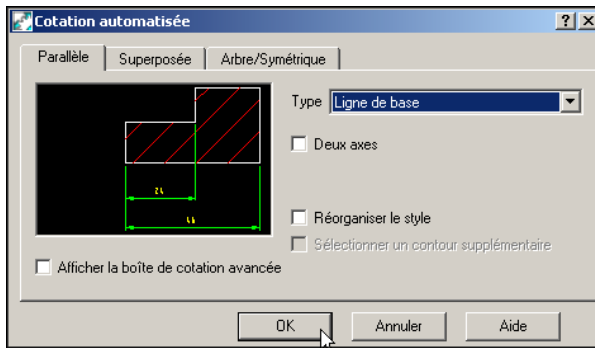 Cotation automatisée
Parallèle Superposée Arbre/Symétrique
Type Ligne de base
Deux axes
24
Réorganiser le style
Sélectionner un contour supplémentaire
Afficher la boîte de cotation avancée
OK Annuler Aide